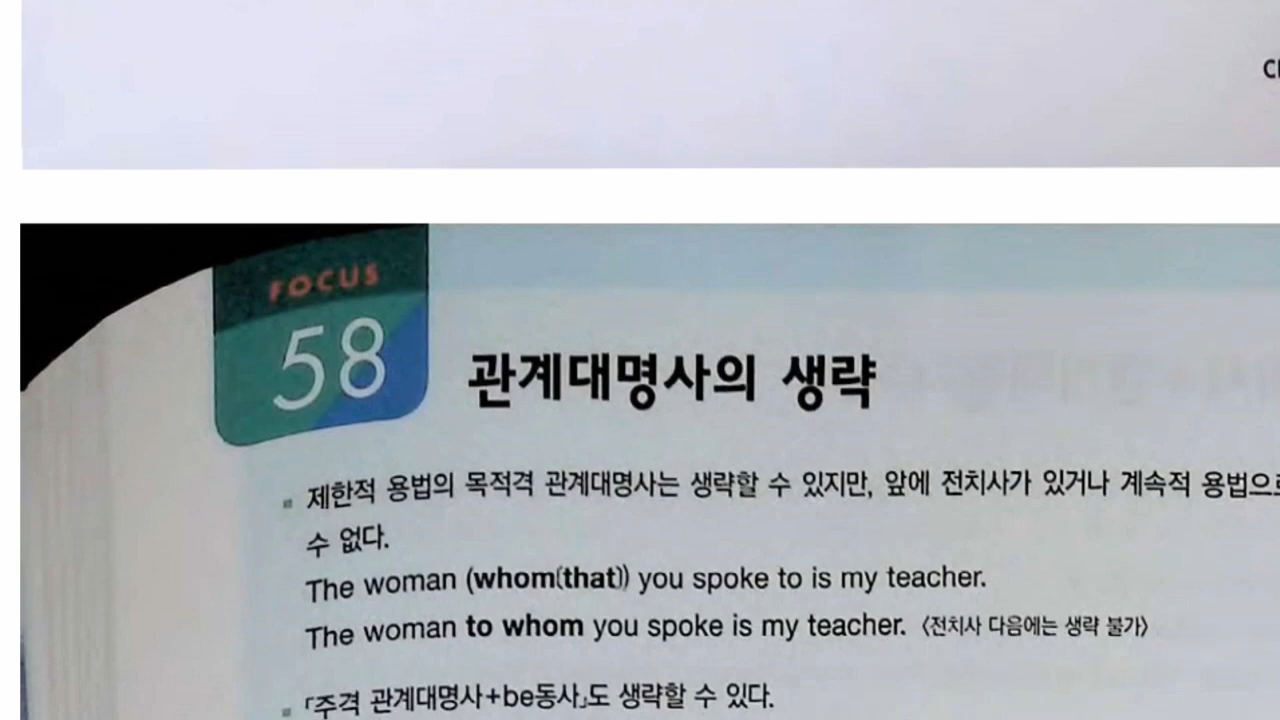 FOCUS
58
관계대명사의 생략
제한적 용법의 목적격 관계대명사는 생략할 수 있지만, 앞에 전치사가 있거나 계속적 용법으로
수 없다.
The woman (whom(that)) you spoke to is my teacher.
The woman to whom you spoke is my teacher. 〈전치사 다음에는 생략 불가〉
「주격 관계대명사+be동사」도 생략할 수 있다.